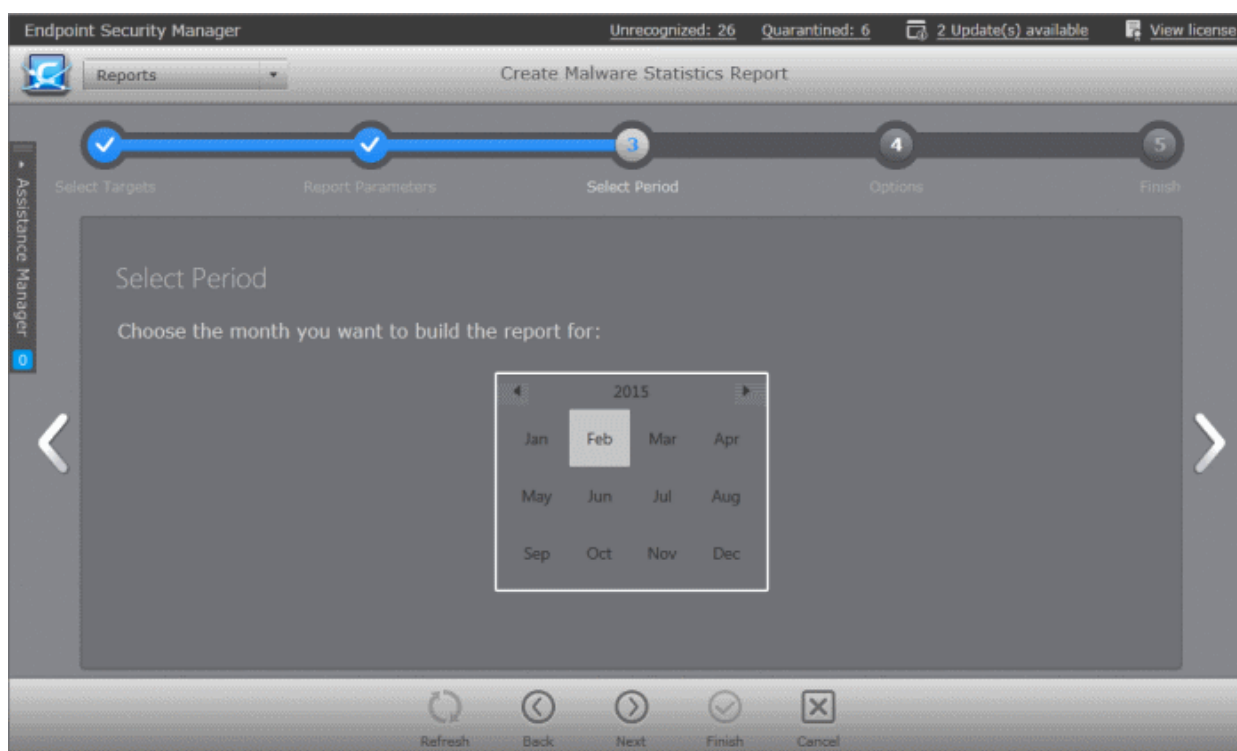 Endpoint Security Manager Unrecognized: 26 Quarantined: 6 2 Update(s) available View license
Reports Create Malware Statistics Report
3 4 5
Select Targets Report Parameters Select Period Options Finish
Assistance Manager
0
Select Period
Choose the month you want to build the report for:
2015
Jan Feb Mar Apr
May Jun Jul Aug
Sep Oct Nov Dec
Refresh Back Next Finish Cancel